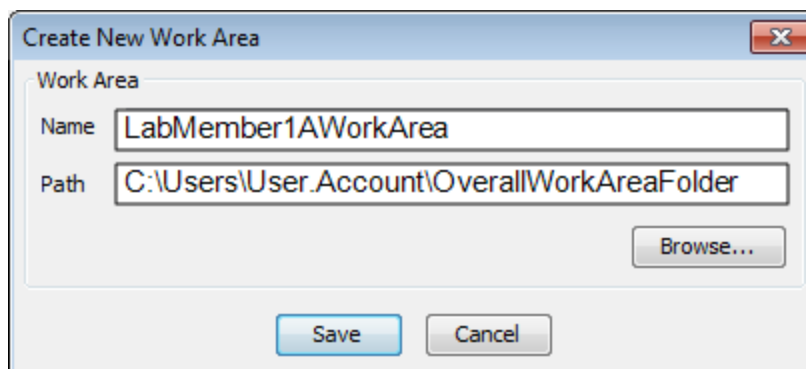 Create New Work Area
Work Area
Name LabMember1AWorkArea
Path C:\Users\User.Account\OverallWorkAreaFolder
Browse...
Save Cancel